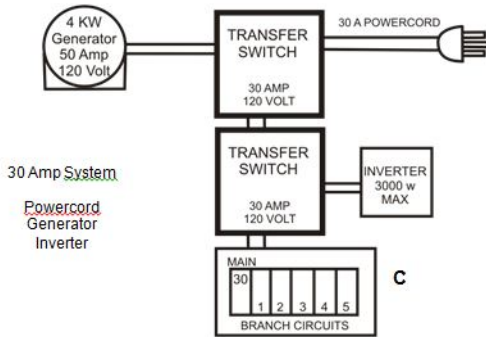 4 KW
Generator
50 Amp
120 Volt
TRANSFER
SWITCH
30 AMP
120 VOLT
30 A POWERCORD
TRANSFER
SWITCH
30 AMP
120 VOLT
INVERTER
3000 w
MAX
30 Amp System
Powercord
Generator
Inverter
MAIN
30
1 2 3 4 5
BRANCH CIRCUITS
C